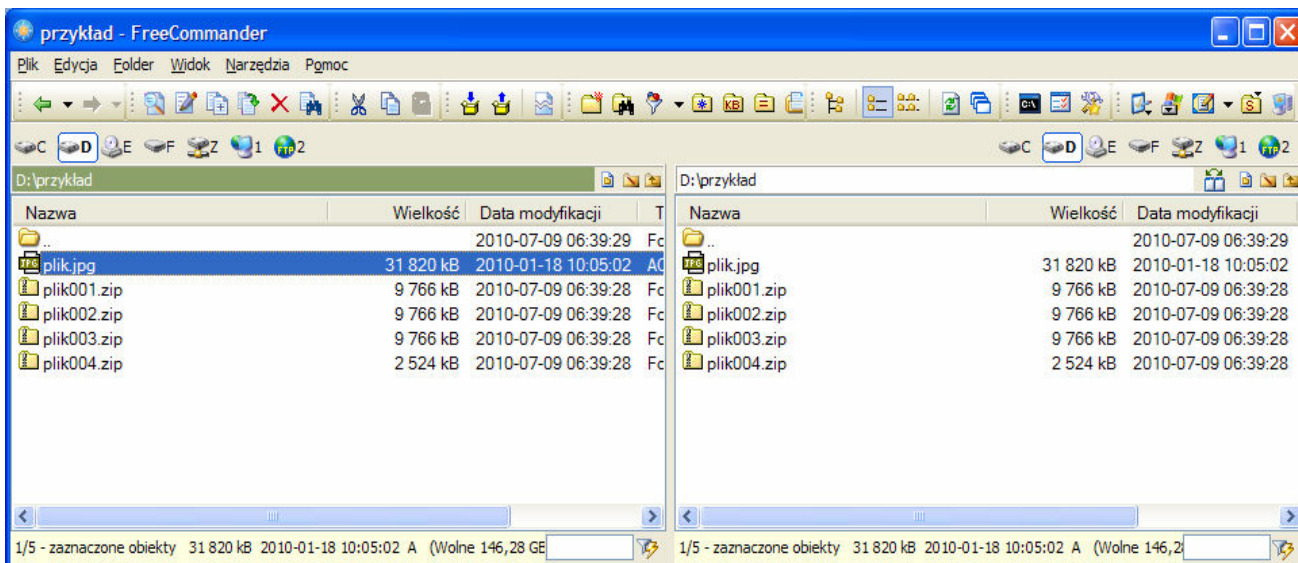 przykład - FreeCommander
Plik Edycja Folder Widok Narzędzia Pomoc
C D E F Z 1 2 C D E F Z 1 2
D:\przykład D:\przykład
Nazwa Wielkość Data modyfikacji T Nazwa Wielkość Data modyfikacji
.. 2010-07-09 06:39:29 Fc .. 2010-07-09 06:39:29
plik.jpg 31 820 kB 2010-01-18 10:05:02 AC plik.jpg 31 820 kB 2010-01-18 10:05:02
plik001.zip 9 766 kB 2010-07-09 06:39:28 Fc plik001.zip 9 766 kB 2010-07-09 06:39:28
plik002.zip 9 766 kB 2010-07-09 06:39:28 Fc plik002.zip 9 766 kB 2010-07-09 06:39:28
plik003.zip 9 766 kB 2010-07-09 06:39:28 Fc plik003.zip 9 766 kB 2010-07-09 06:39:28
plik004.zip 2 524 kB 2010-07-09 06:39:28 Fc plik004.zip 2 524 kB 2010-07-09 06:39:28
1/5 - zaznaczone obiekty 31 820 kB 2010-01-18 10:05:02 A (Wolne 146,28 GE 1/5 - zaznaczone obiekty 31 820 kB 2010-01-18 10:05:02 A (Wolne 146,2